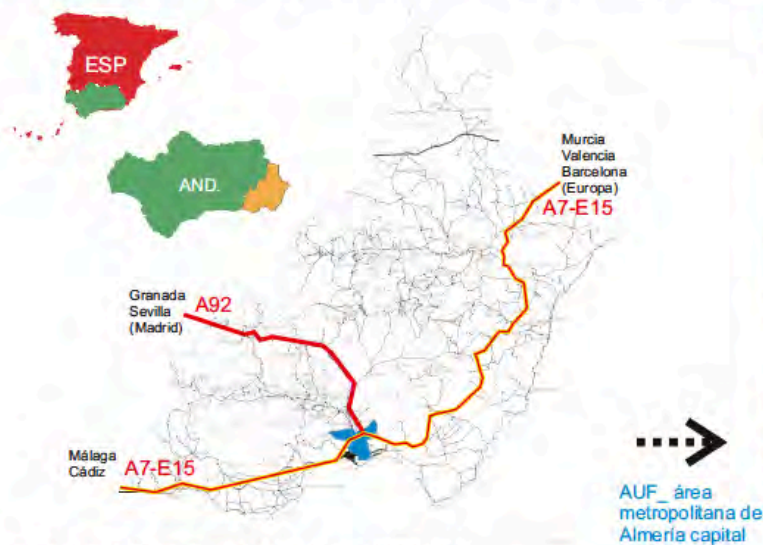 ESP
AND.
Murcia
Valencia
Barcelona
(Europa)
A7-E15
Granada
Sevilla
(Madrid)
A92
Málaga
Cádiz
A7-E15
AUF_ área
metropolitana de
Almería capital